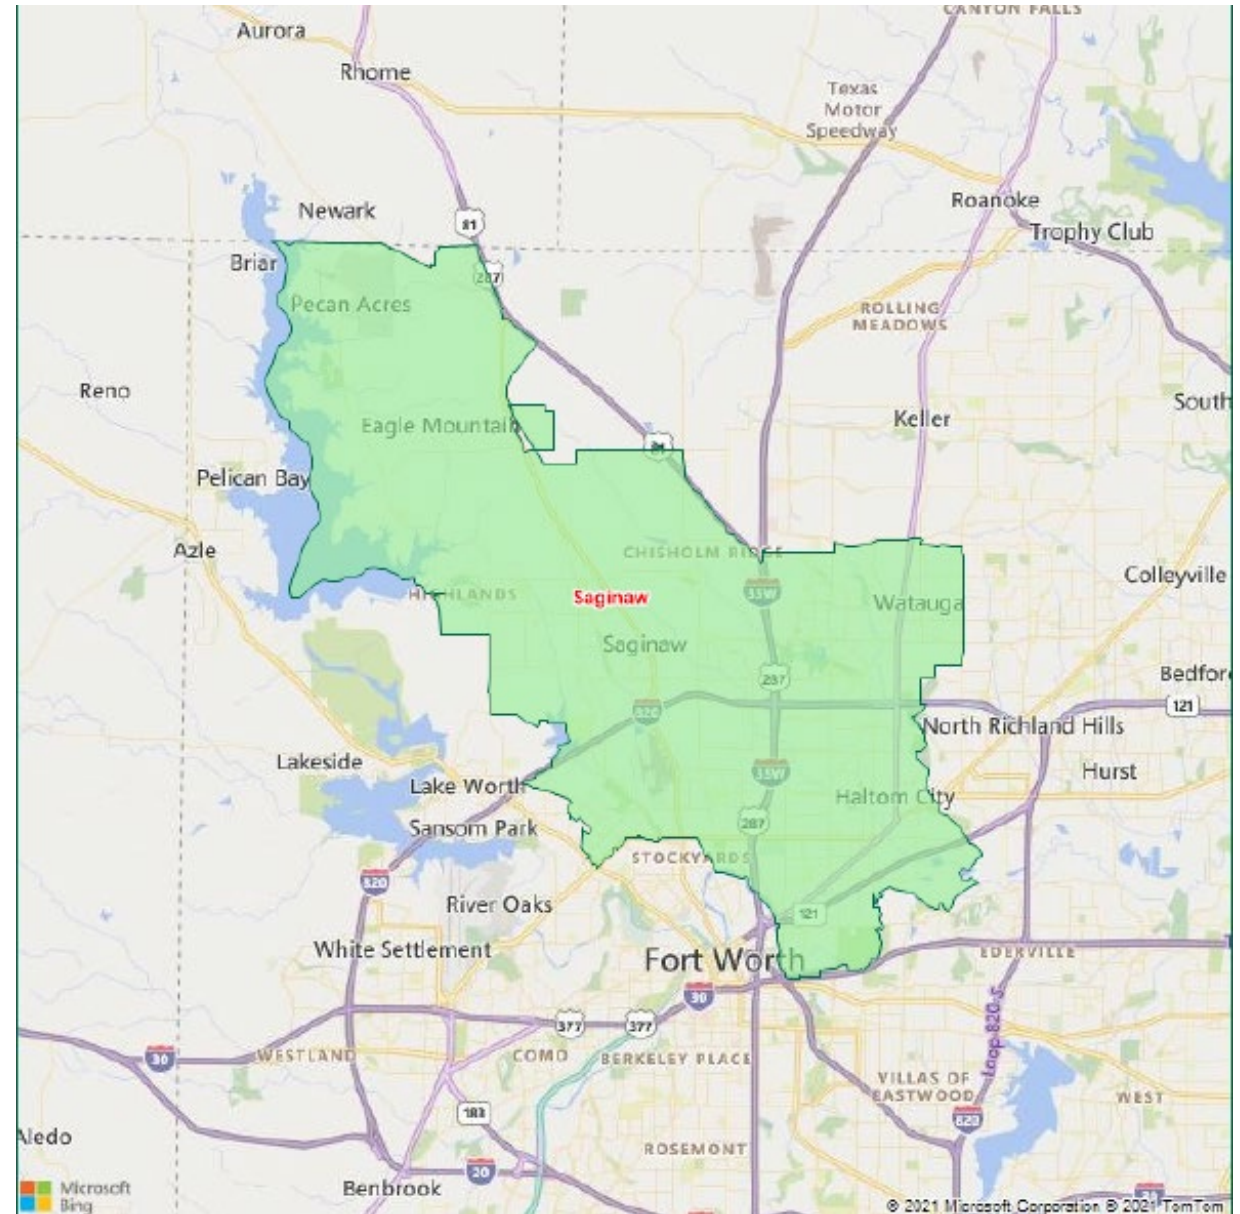 CANYON FALLS
Aurora
Rhome
Texas
Motor
Speedway
Roanoke
Newark
81
Trophy Club
Briar
287
Pecan Acres
ROLLING
MEADOWS
Reno
South
Keller
Eagle Mountain
Pelican Bay
Azle
CHISHOLM RIDGE
Colleyville
35W
HIGHLANDS
Saginaw
Watauga
Saginaw
287
Bedford
121
820
North Richland Hills
Lakeside
35W
Hurst
Lake Worth
Haltom City
287
Sansom Park
STOCKYARDS
820
River Oaks
121
White Settlement
Fort Worth
EDERVILLE
30
377
377
30
WESTLAND
COMO
BERKELEY PLACE
Loop 820 S
VILLAS OF
EASTWOOD
WEST
183
820
Aledo
ROSEMONT
20
Benbrook
Microsoft
Bing
© 2021 Microsoft Corporation © 2021 TomTom